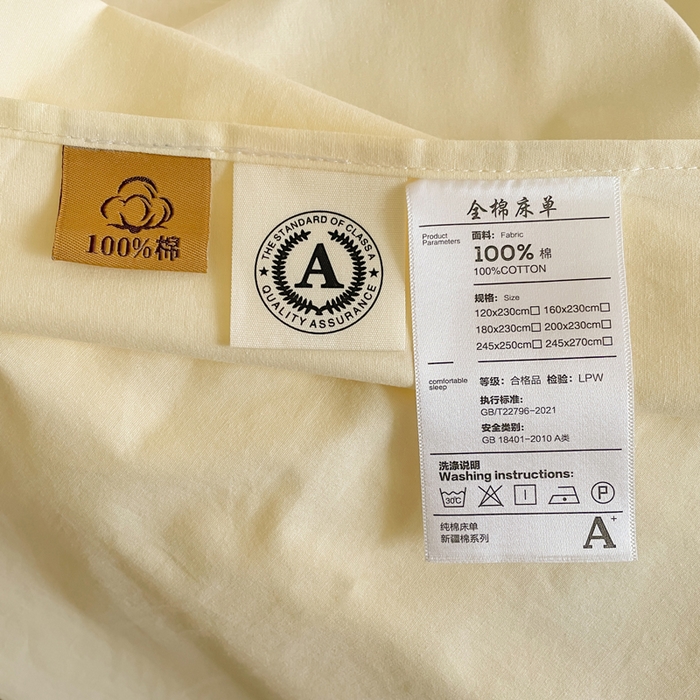 100%棉
THE STANDARD OF CLASS A
A
QUALITY ASSURANCE
全棉床单
Product
Parameters
面料：Fabric
100% 棉
100%COTTON
规格：Size
120x230cm□ 160x230cm□
180x230cm□ 200x230cm□
245x250cm□ 245x270cm□
comfortable
sleep
等级：合格品 检验：LPW
执行标准：
GB/T22796-2021
安全类别：
GB 18401-2010 A类
洗涤说明
Washing instructions:
30℃
P
纯棉床单
新疆棉系列
A+